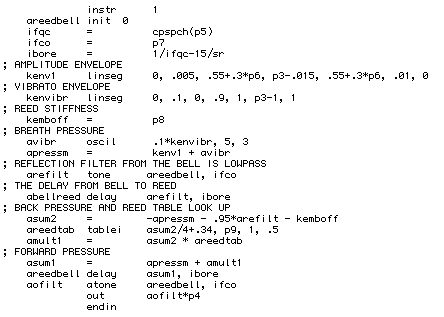 instr 1
areedbell init 0
ifqc = cpspch(p5)
ifco = p7
ibore = 1/ifqc-15/sr
; AMPLITUDE ENVELOPE
kenv1 linseg 0, .005, .55+.3*p6, p3-.015, .55+.3*p6, .01, 0
; VIBRATO ENVELOPE
kenvibr linseg 0, .1, 0, .9, 1, p3-1, 1
; REED STIFFNESS
kemboff = p8
; BREATH PRESSURE
avibr oscil .1*kenvibr, 5, 3
apressm = kenv1 + avibr
; REFLECTION FILTER FROM THE BELL IS LOWPASS
arefilt tone areedbell, ifco
; THE DELAY FROM BELL TO REED
abellreed delay arefilt, ibore
; BACK PRESSURE AND REED TABLE LOOK UP
asum2 = -apressm - .95*arefilt - kemboff
areedtab tablei asum2/4+.34, p9, 1, .5
amult1 = asum2 * areedtab
; FORWARD PRESSURE
asum1 = apressm + amult1
areedbell delay asum1, ibore
aofilt atone areedbell, ifco
out aofilt*p4
endin